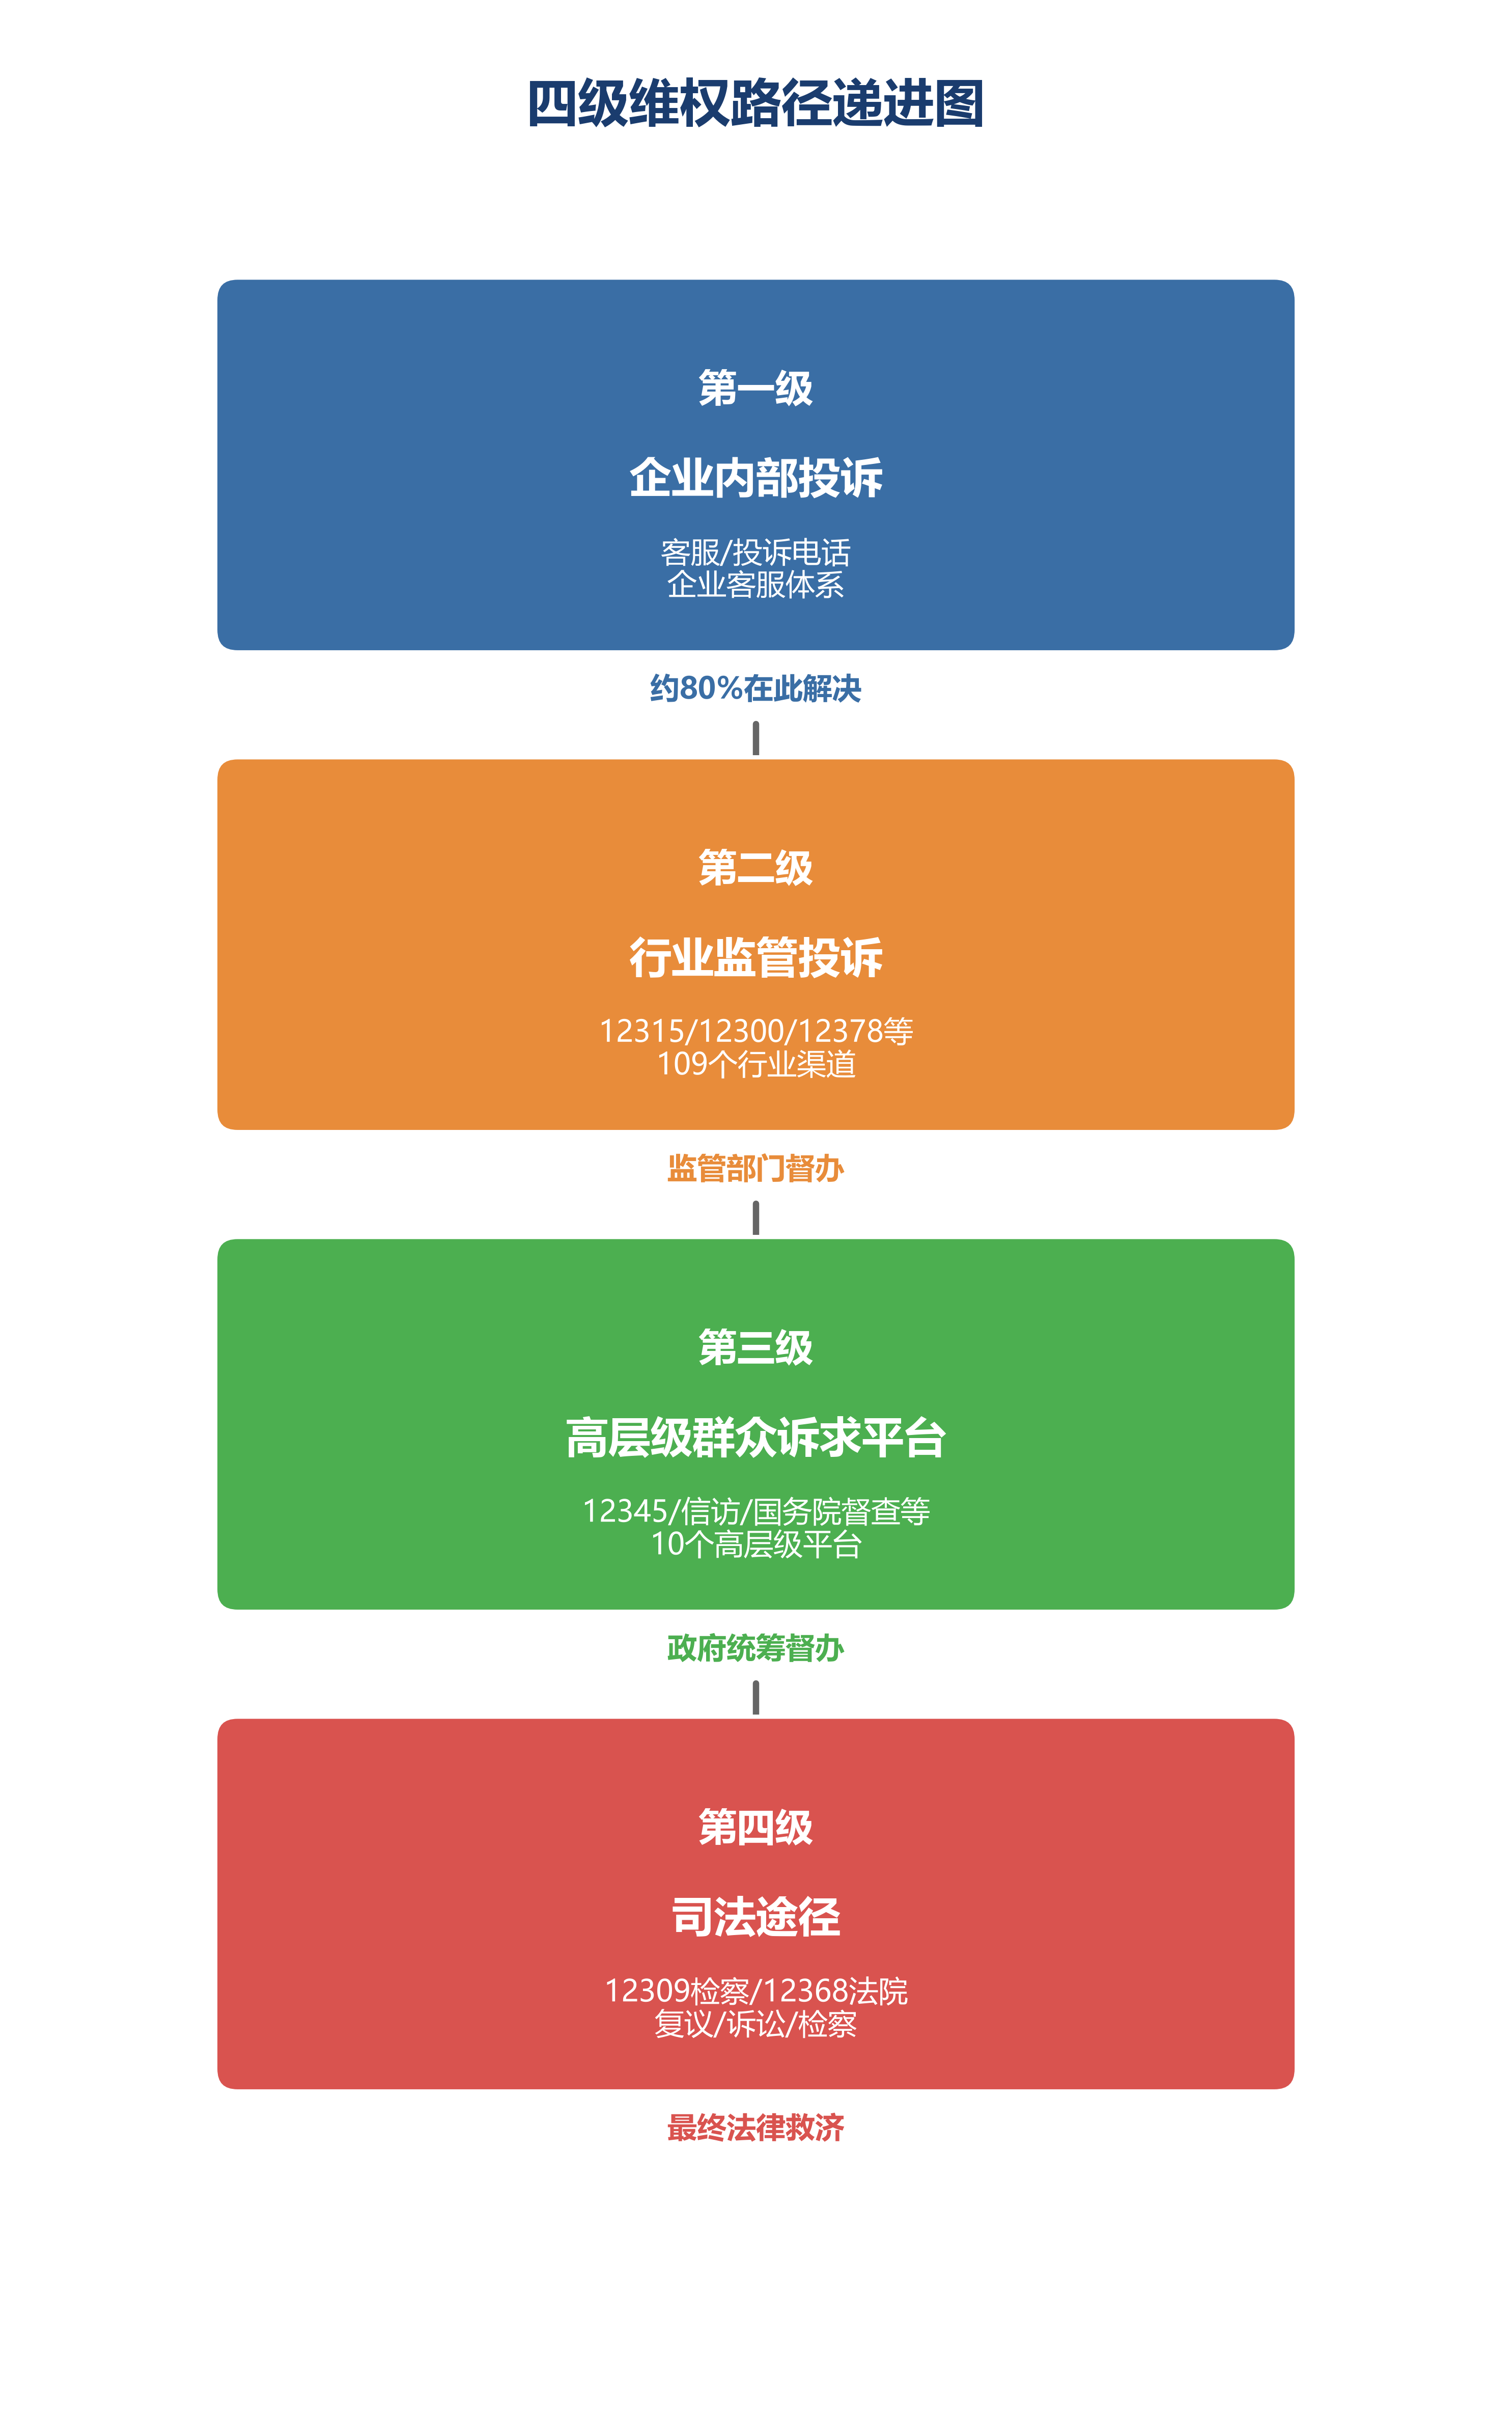 四级维权路径递进图
第一级
企业内部投诉
客服/投诉电话
企业客服体系
约80%在此解决
第二级
行业监管投诉
12315/12300/12378等
109个行业渠道
监管部门督办
第三级
高层级群众诉求平台
12345/信访/国务院督查等
10个高层级平台
政府统筹督办
第四级
司法途径
12309检察/12368法院
复议/诉讼/检察
最终法律救济